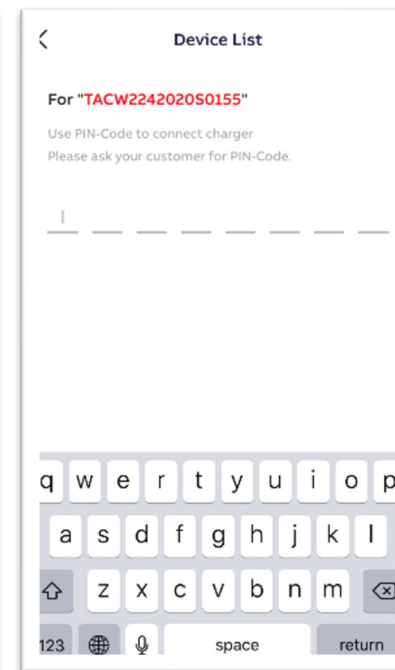 Device List
For "TACW2242020S0155"
Use PIN-Code to connect charger
Please ask your customer for PIN-Code.
q w e r t y u i o p
a s d f g h j k l
z x c v b n m
123 space return